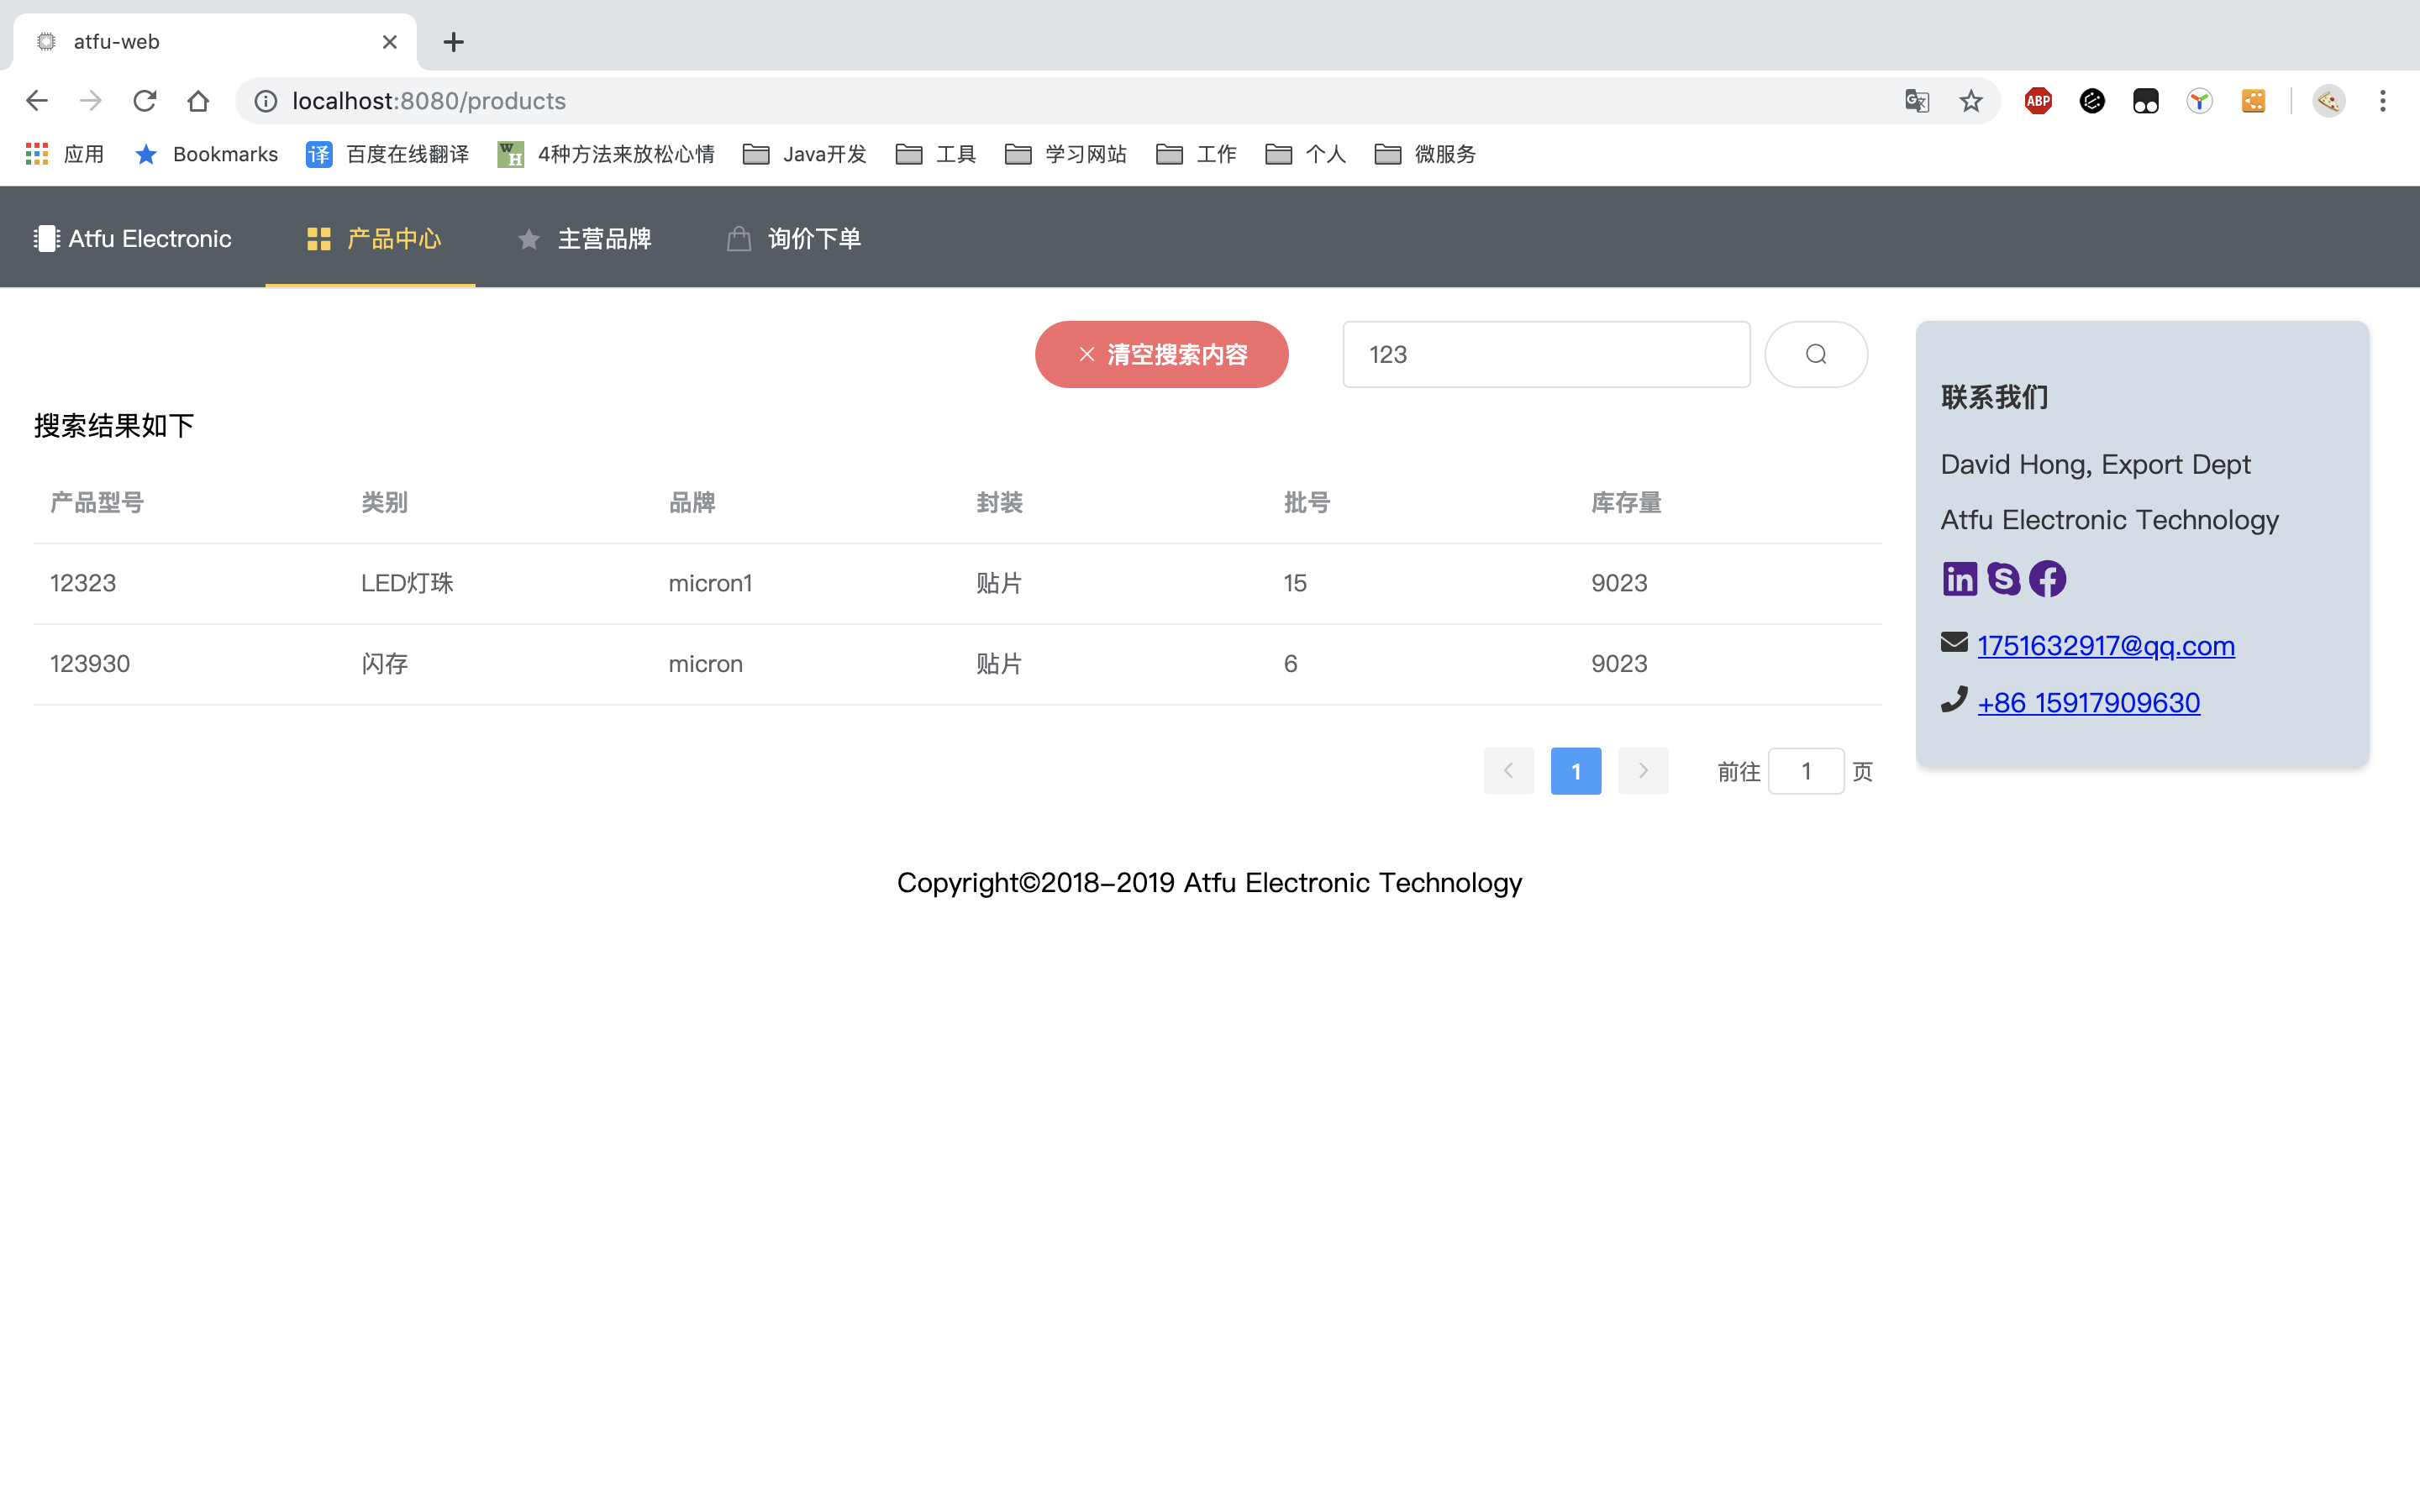 atfu-web
localhost:8080/products
ABP
应用 Bookmarks 译 百度在线翻译 WH 4种方法来放松心情 Java开发 工具 学习网站 工作 个人 微服务
Atfu Electronic 产品中心 主营品牌 询价下单
清空搜索内容 123
搜索结果如下
产品型号 类别 品牌 封装 批号 库存量
12323 LED灯珠 micron1 贴片 15 9023
123930 闪存 micron 贴片 6 9023
1 前往 1 页
联系我们
David Hong, Export Dept
Atfu Electronic Technology
1751632917@qq.com
+86 15917909630
Copyright©2018-2019 Atfu Electronic Technology